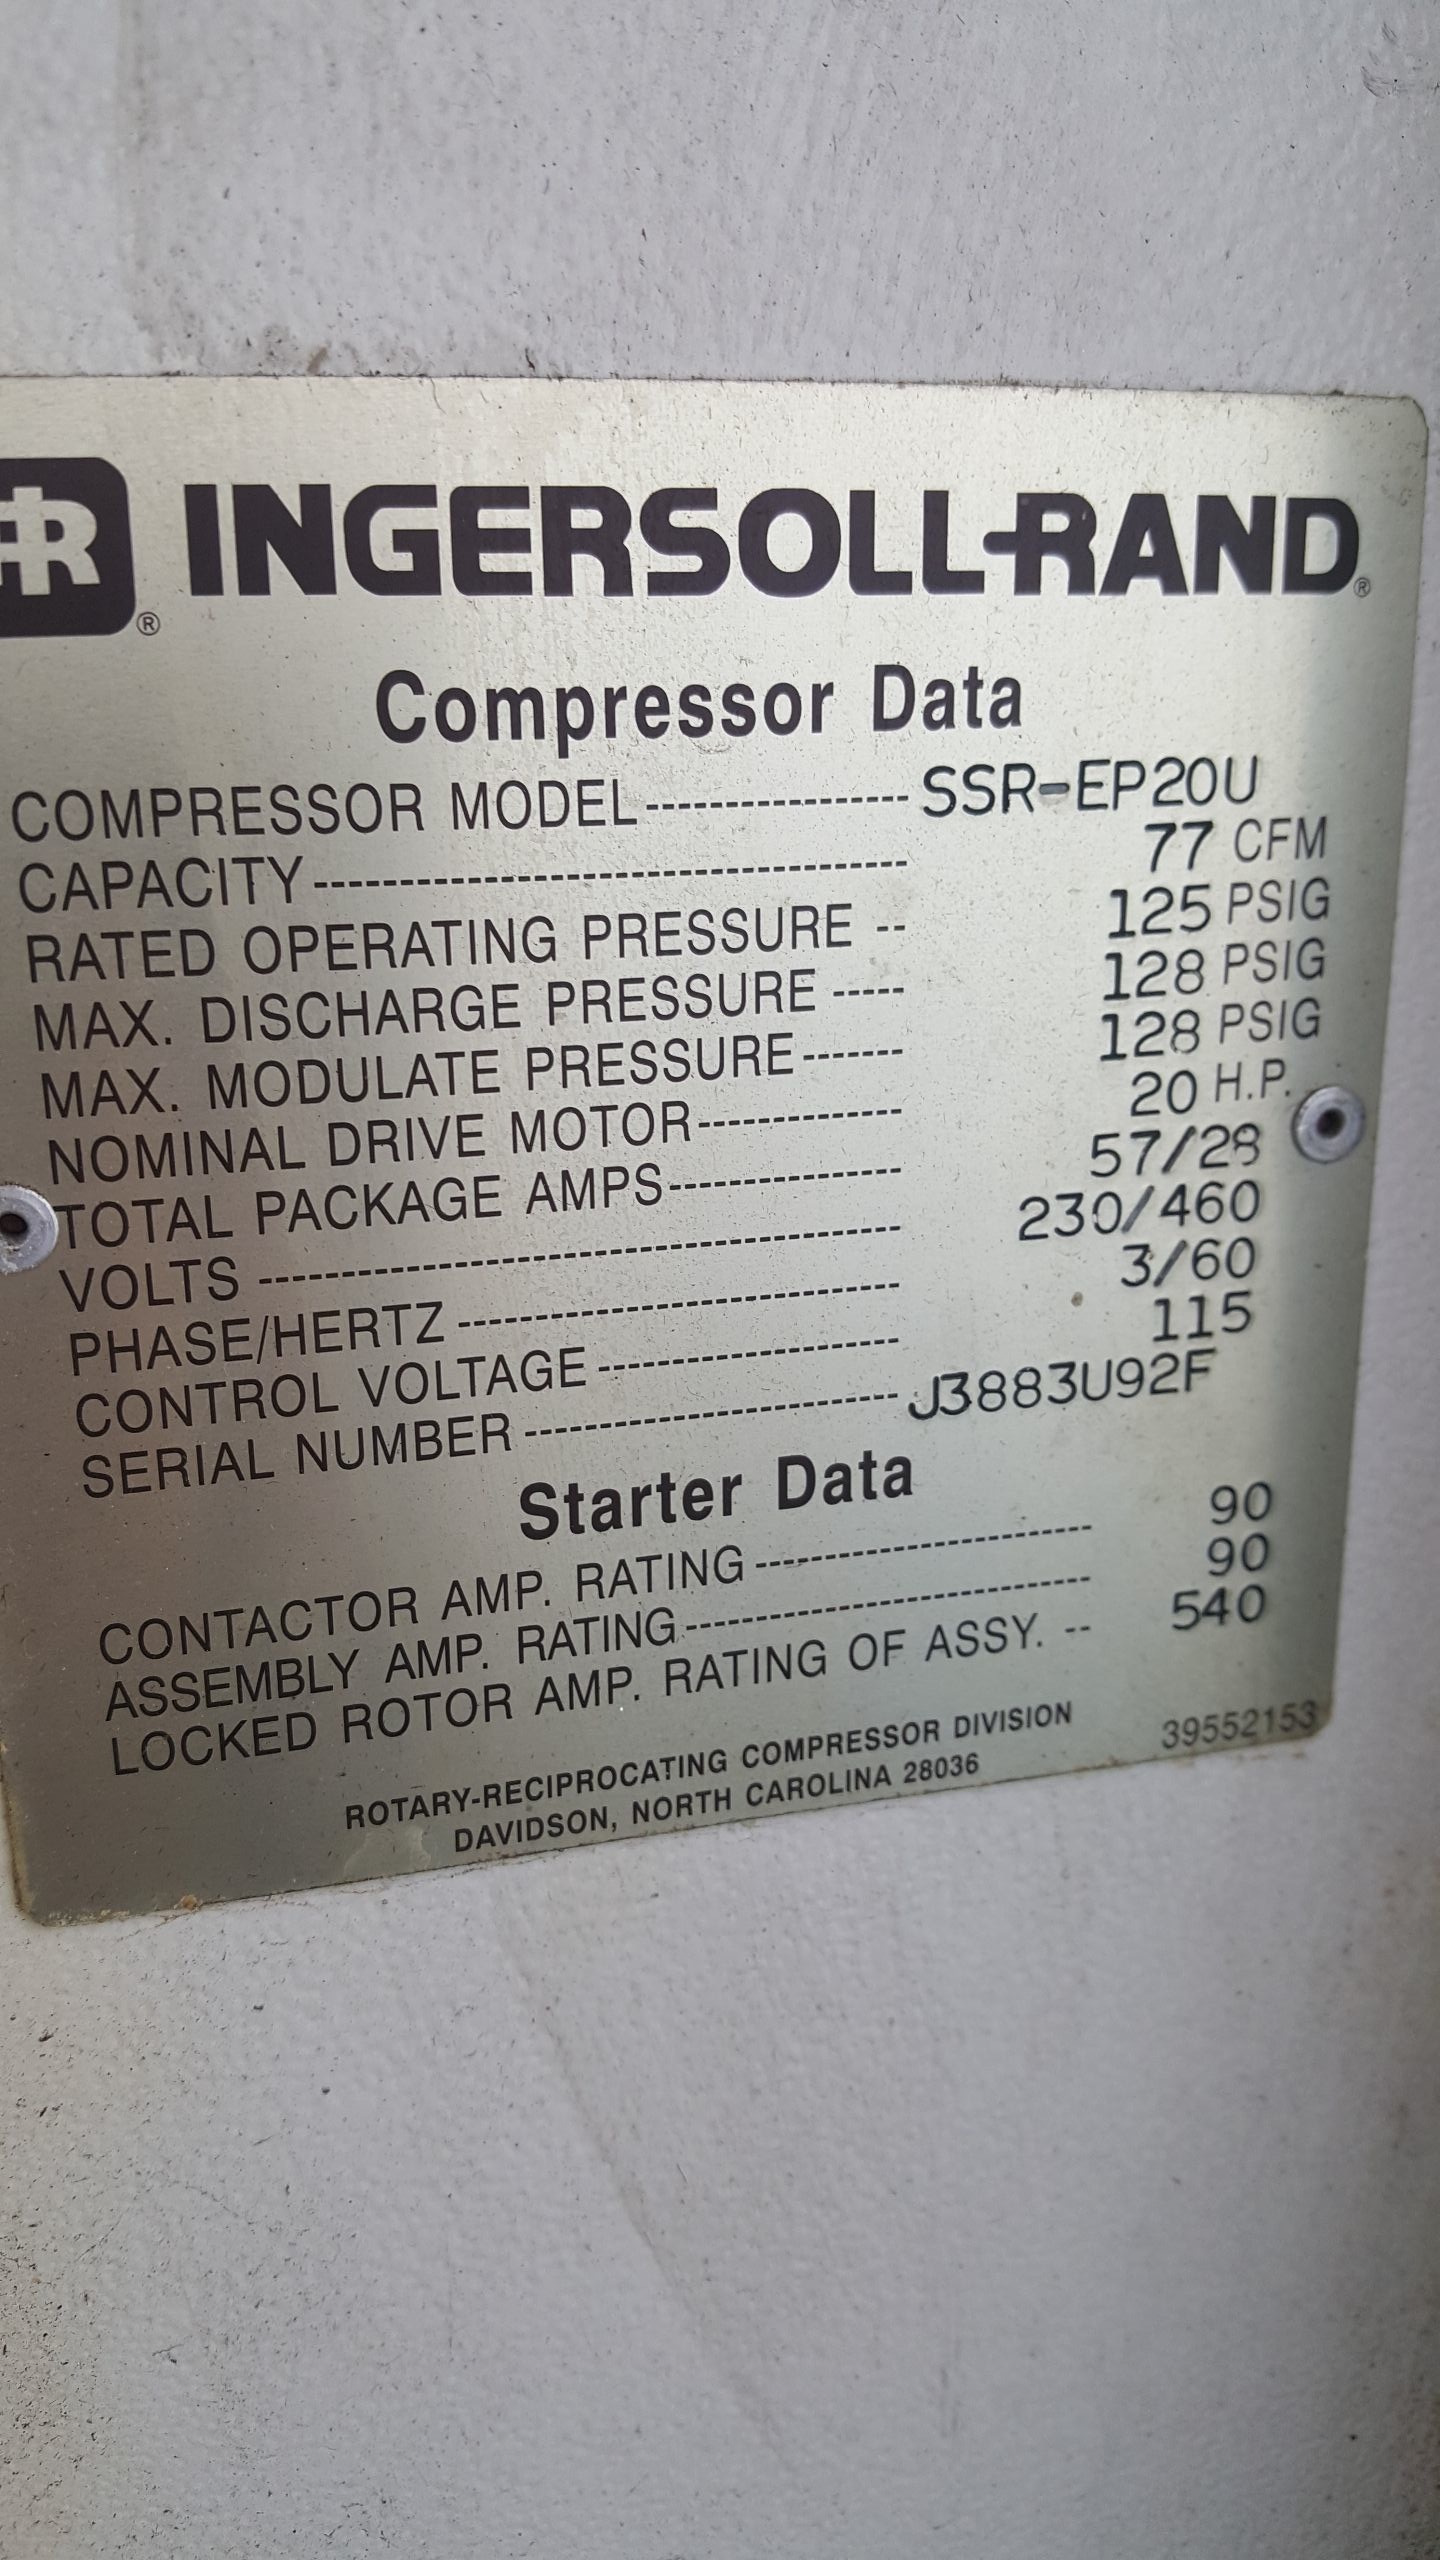 IR® INGERSOLL-RAND®
Compressor Data
COMPRESSOR MODEL ---------------- SSR-EP20U
CAPACITY ------------------------------------ 77 CFM
RATED OPERATING PRESSURE -- 125 PSIG
MAX. DISCHARGE PRESSURE ----- 128 PSIG
MAX. MODULATE PRESSURE ------- 128 PSIG
NOMINAL DRIVE MOTOR ------------- 20 H.P.
TOTAL PACKAGE AMPS --------------- 57/28
VOLTS ---------------------------------------- 230/460
PHASE/HERTZ ---------------------------- 3/60
CONTROL VOLTAGE ------------------- 115
SERIAL NUMBER ------------------------ J3883U92F
Starter Data
CONTACTOR AMP. RATING ---------------------- 90
ASSEMBLY AMP. RATING -------------------------- 90
LOCKED ROTOR AMP. RATING OF ASSY. -- 540
ROTARY-RECIPROCATING COMPRESSOR DIVISION 39552153
DAVIDSON, NORTH CAROLINA 28036